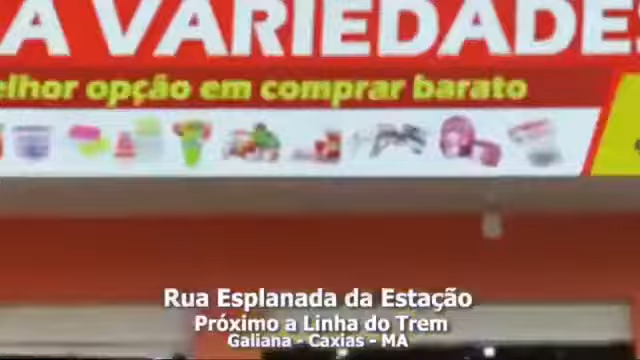 A VARIEDADES
elhor opção em comprar barato
Rua Esplanada da Estação
Próximo a Linha do Trem
Galiana - Caxias - MA